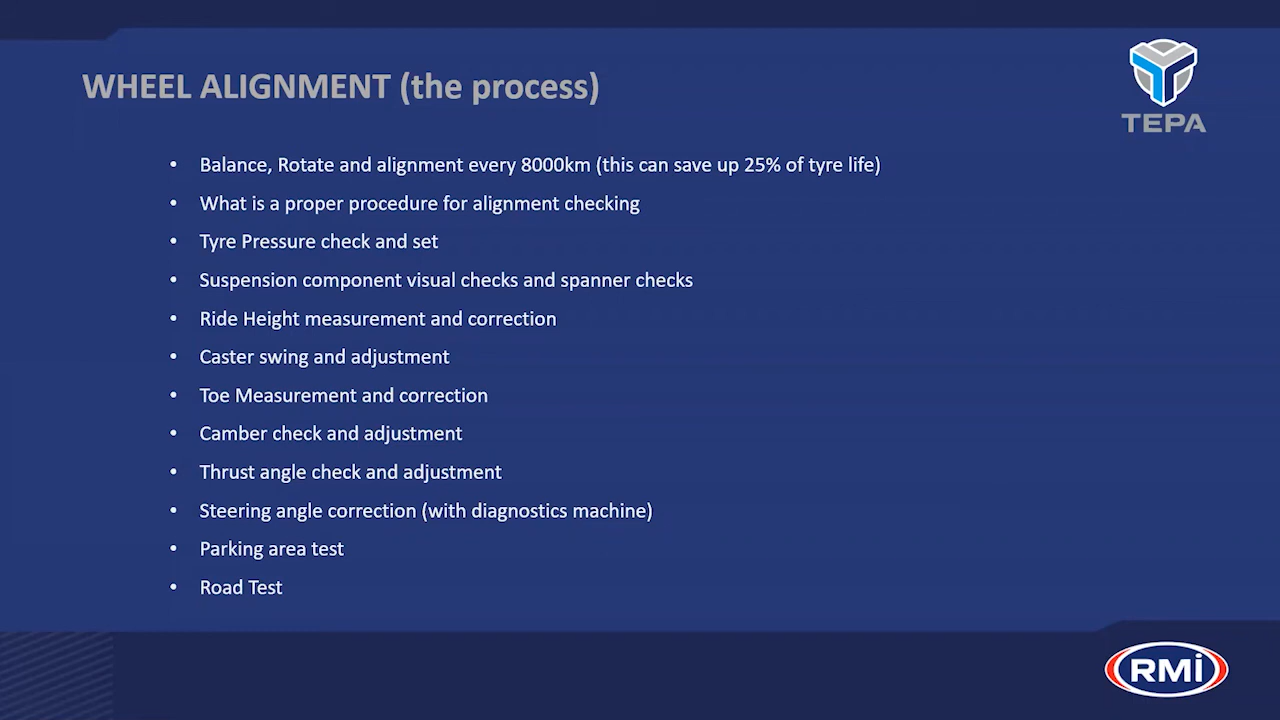 WHEEL ALIGNMENT (the process)
TEPA
• Balance, Rotate and alignment every 8000km (this can save up 25% of tyre life)
• What is a proper procedure for alignment checking
• Tyre Pressure check and set
• Suspension component visual checks and spanner checks
• Ride Height measurement and correction
• Caster swing and adjustment
• Toe Measurement and correction
• Camber check and adjustment
• Thrust angle check and adjustment
• Steering angle correction (with diagnostics machine)
• Parking area test
• Road Test
RMi